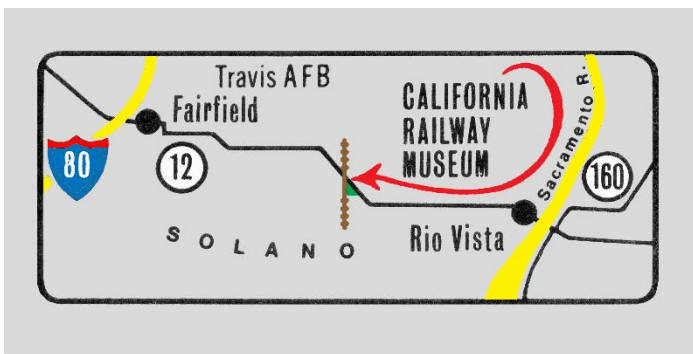 Travis AFB
Fairfield
CALIFORNIA
RAILWAY
MUSEUM
80
12
160
Sacramento R.
Rio Vista
SOLANO